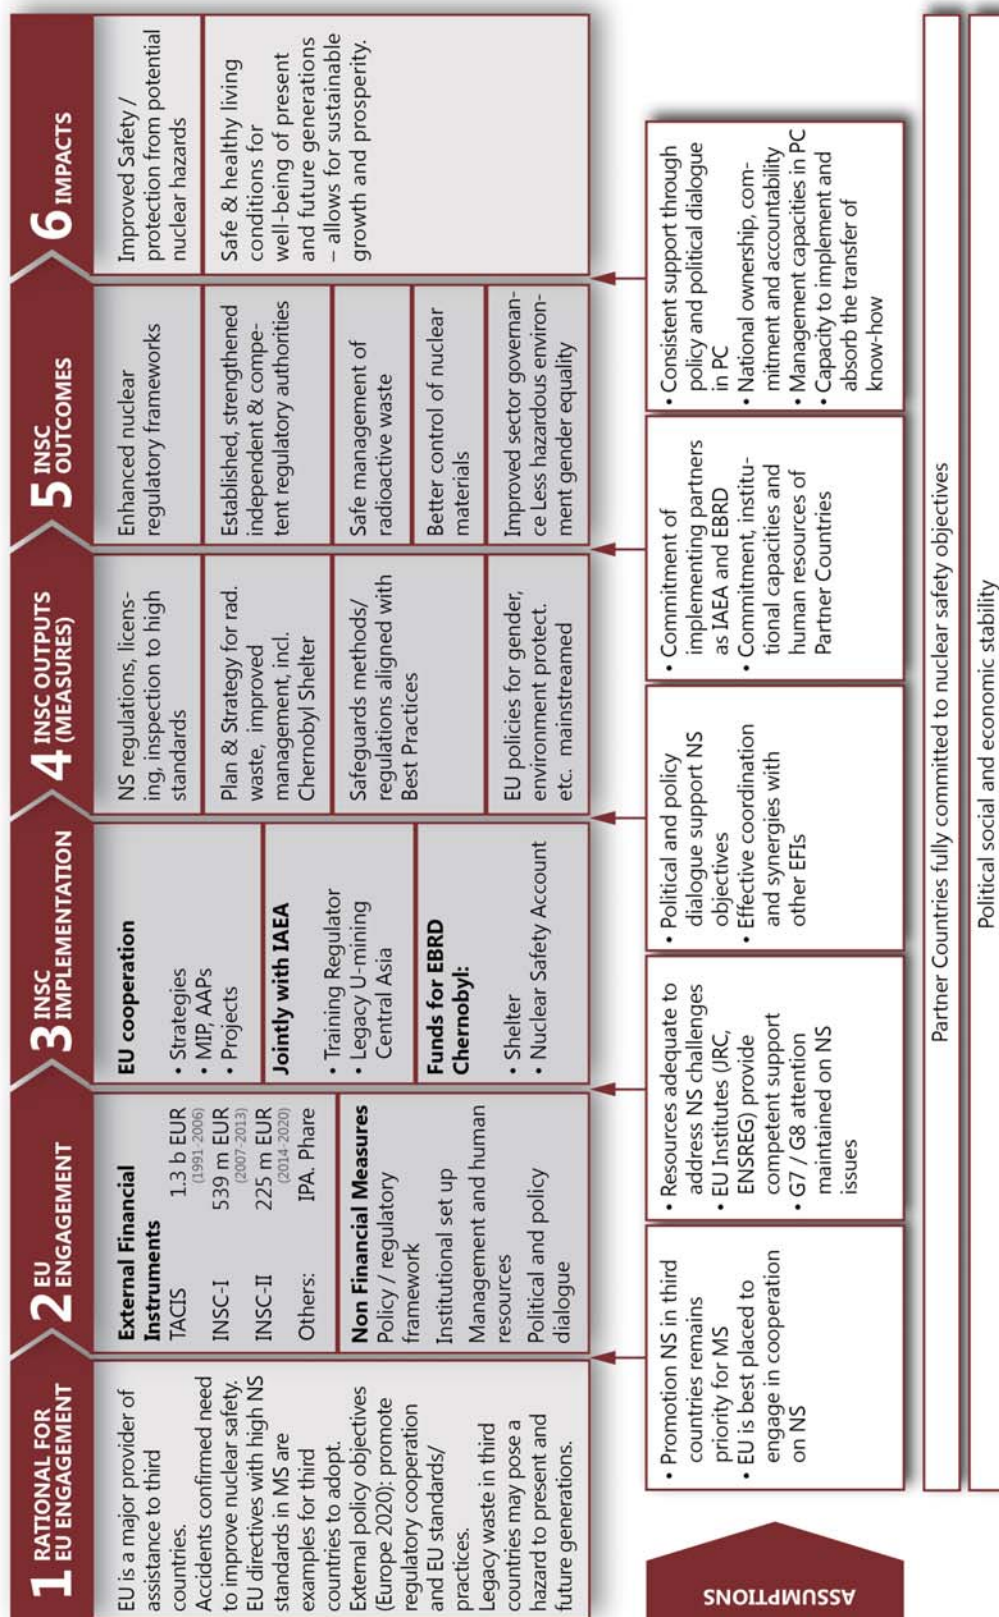 1 RATIONAL FOR
EU ENGAGEMENT
EU is a major provider of
assistance to third
countries.
Accidents confirmed need
to improve nuclear safety.
EU directives with high NS
standards in MS are
examples for third
countries to adopt.
External policy objectives
(Europe 2020): promote
regulatory cooperation
and EU standards/
practices.
Legacy waste in third
countries may pose a
hazard to present and
future generations.
2 EU
ENGAGEMENT
External Financial
Instruments
TACIS 1.3 b EUR
(1991-2006)
INSC-I 539 m EUR
(2007-2013)
INSC-II 225 m EUR
(2014-2020)
Others: IPA. Phare
Non Financial Measures
Policy / regulatory
framework
Institutional set up
Management and human
resources
Political and policy
dialogue
3 INSC
IMPLEMENTATION
EU cooperation
• Strategies
• MIP, AAPs
• Projects
Jointly with IAEA
• Training Regulator
• Legacy U-mining
Central Asia
Funds for EBRD
Chernobyl:
• Shelter
• Nuclear Safety Account
4 INSC OUTPUTS
(MEASURES)
NS regulations, licens-
ing, inspection to high
standards
Plan & Strategy for rad.
waste, improved
management, incl.
Chernobyl Shelter
Safeguards methods/
regulations aligned with
Best Practices
EU policies for gender,
environment protect.
etc. mainstreamed
5 INSC
OUTCOMES
Enhanced nuclear
regulatory frameworks
Established, strengthened
independent & compe-
tent regulatory authorities
Safe management of
radioactive waste
Better control of nuclear
materials
Improved sector governan-
ce Less hazardous environ-
ment gender equality
6 IMPACTS
Improved Safety /
protection from potential
nuclear hazards
Safe & healthy living
conditions for
well-being of present
and future generations
– allows for sustainable
growth and prosperity.
ASSUMPTIONS
• Promotion NS in third
countries remains
priority for MS
• EU is best placed to
engage in cooperation
on NS
• Resources adequate to
address NS challenges
• EU Institutes (JRC,
ENSREG) provide
competent support
• G7 / G8 attention
maintained on NS
issues
• Political and policy
dialogue support NS
objectives
• Effective coordination
and synergies with
other EFIs
• Commitment of
implementing partners
as IAEA and EBRD
• Commitment, institu-
tional capacities and
human resources of
Partner Countries
• Consistent support through
policy and political dialogue
in PC
• National ownership, com-
mitment and accountability
• Management capacities in PC
• Capacity to implement and
absorb the transfer of
know-how
Partner Countries fully committed to nuclear safety objectives
Political social and economic stability